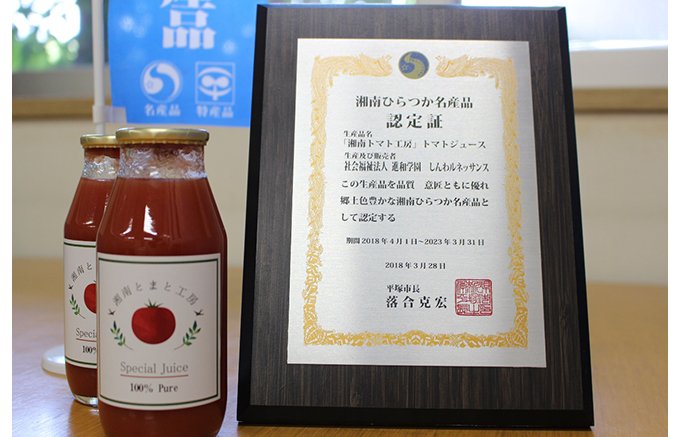 産品
名産品 特産品
湘南とまと工房
Special Juice
100% Pure
Special Juice
100%
湘南ひらつか名産品
認定証
生産品名
「湘南トマト工房」トマトジュース
生産及び販売者
社会福祉法人 進和学園 しんわルネッサンス
この生産品を品質 意匠ともに優れ
郷土色豊かな湘南ひらつか名産品と
して認定する
期間 2018年4月1日~2023年3月31日
2018年3月28日
平塚市長
落合克宏